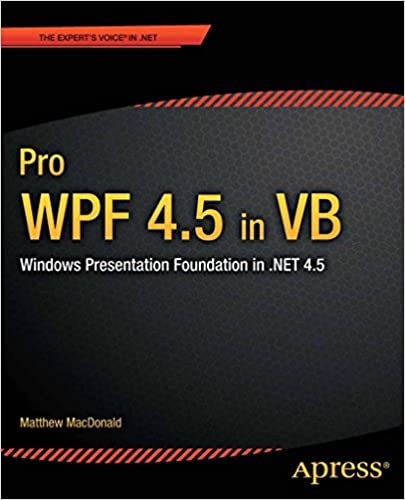 THE EXPERT'S VOICE® IN .NET
Pro
WPF 4.5 in VB
Windows Presentation Foundation in .NET 4.5
Matthew MacDonald
Apress®